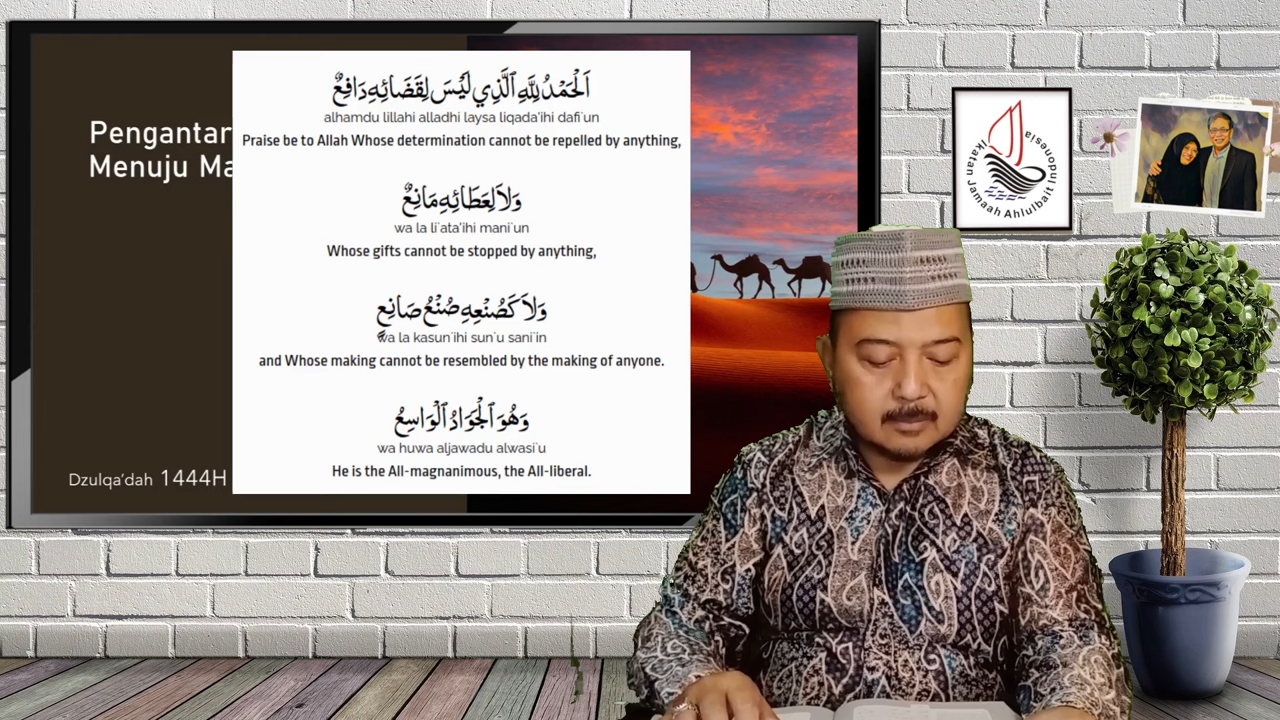 Pengantar
Menuju Ma
Dzulqa'dah 1444H
اَلْحَمْدُ لِلَّهِ ٱلَّذِي لَيْسَ لِقَضَائِهِ دَافِعٌ
alhamdu lillahi alladhi laysa liqada'ihi dafi`un
Praise be to Allah Whose determination cannot be repelled by anything,
وَلاَ لِعَطَائِهِ مَانِعٌ
wa la li`ata'ihi mani`un
Whose gifts cannot be stopped by anything,
وَلاَ كَصُنْعِهِ صُنْعُ صَانِعٍ
wa la kasun`ihi sun`u sani`in
and Whose making cannot be resembled by the making of anyone.
وَهُوَ ٱلْجَوَادُ ٱلْوَاسِعُ
wa huwa aljawadu alwasi`u
He is the All-magnanimous, the All-liberal.
Ikatan Jamaah Ahlulbait Indonesia